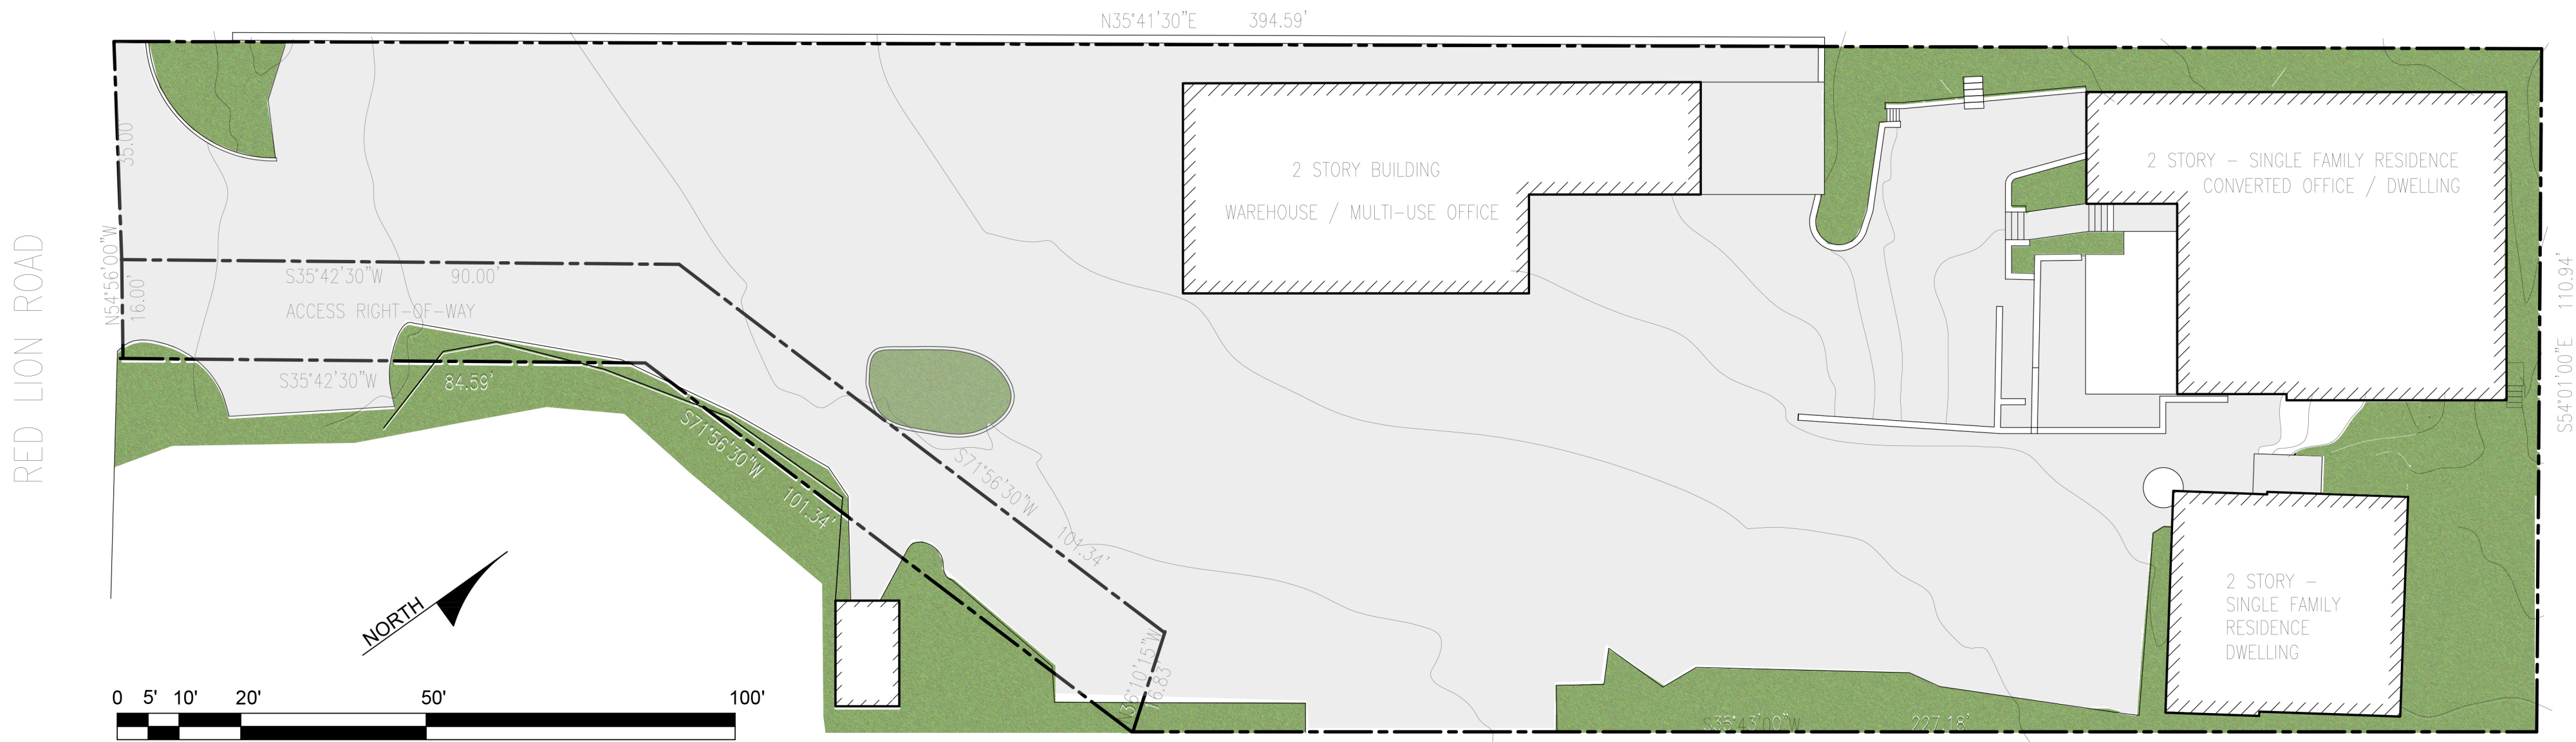 N35°41'30"E 394.59'
RED LION ROAD
35.00
N54°56'00"W
16.00'
S35°42'30"W 90.00'
ACCESS RIGHT-OF-WAY
S35°42'30"W 84.59'
S71°56'30"W 101.34'
S71°56'30"W 101.34'
N36°10'15"W
16.83'
2 STORY BUILDING
WAREHOUSE / MULTI-USE OFFICE
2 STORY - SINGLE FAMILY RESIDENCE
CONVERTED OFFICE / DWELLING
S54°01'00"E 110.94'
2 STORY -
SINGLE FAMILY
RESIDENCE
DWELLING
S35°43'00"W 227.18'
NORTH
0 5' 10' 20' 50' 100'